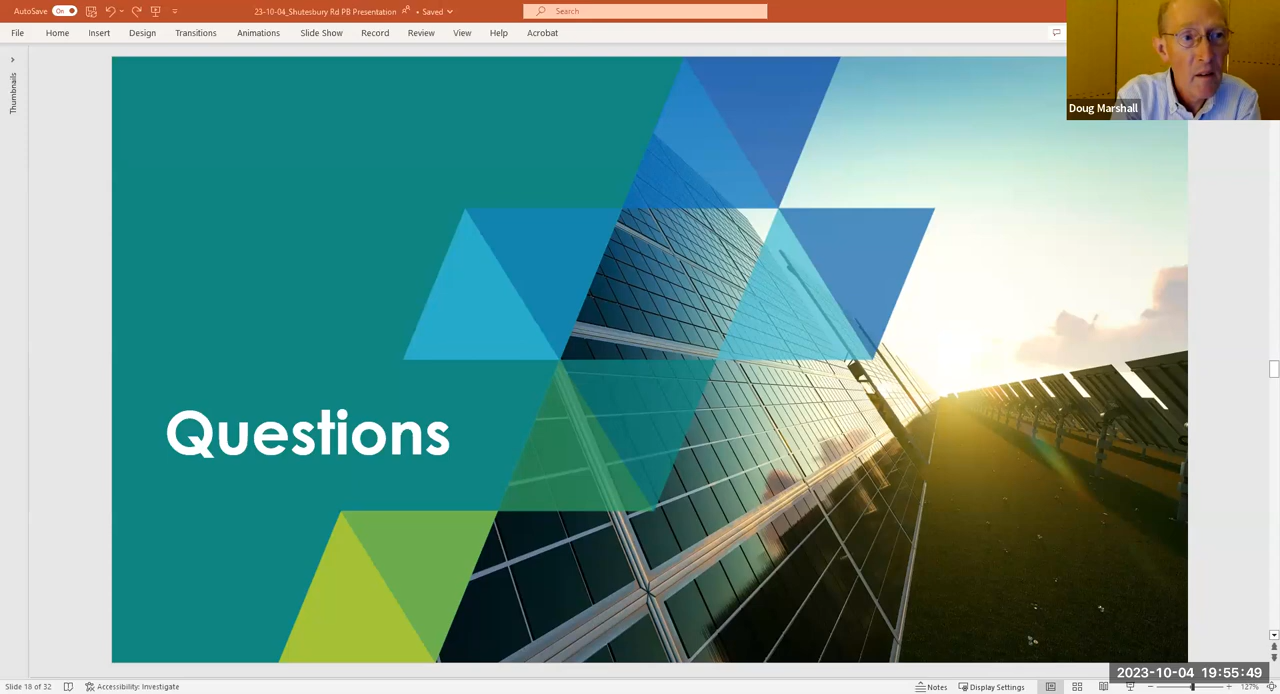 AutoSave On 23-10-04_Shutesbury Rd PB Presentation • Saved Search
File Home Insert Design Transitions Animations Slide Show Record Review View Help Acrobat
Thumbnails
Doug Marshall
Questions
2023-10-04 19:55:49
Slide 18 of 32 Accessibility: Investigate Notes Display Settings 127%